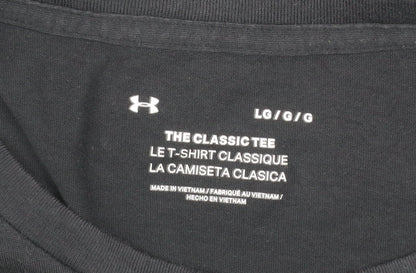 LG / G / G
THE CLASSIC TEE
LE T-SHIRT CLASSIQUE
LA CAMISETA CLASICA
MADE IN VIETNAM / FABRIQUÉ AU VIETNAM /
HECHO EN VIETNAM